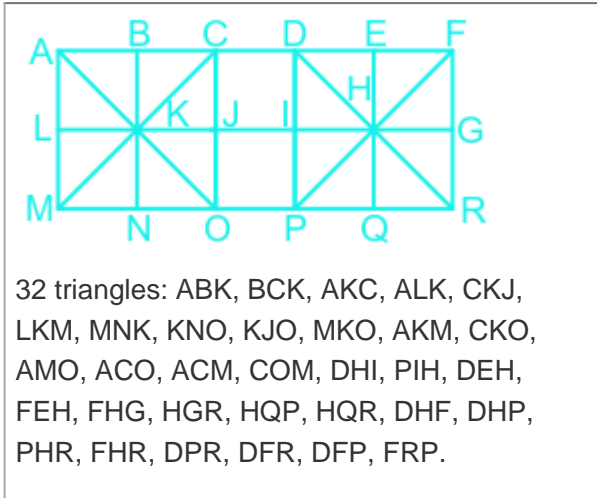 A B C D E F
H
L K J I G
M N O P Q R
32 triangles: ABK, BCK, AKC, ALK, CKJ,
LKM, MNK, KNO, KJO, MKO, AKM, CKO,
AMO, ACO, ACM, COM, DHI, PIH, DEH,
FEH, FHG, HGR, HQP, HQR, DHF, DHP,
PHR, FHR, DPR, DFR, DFP, FRP.